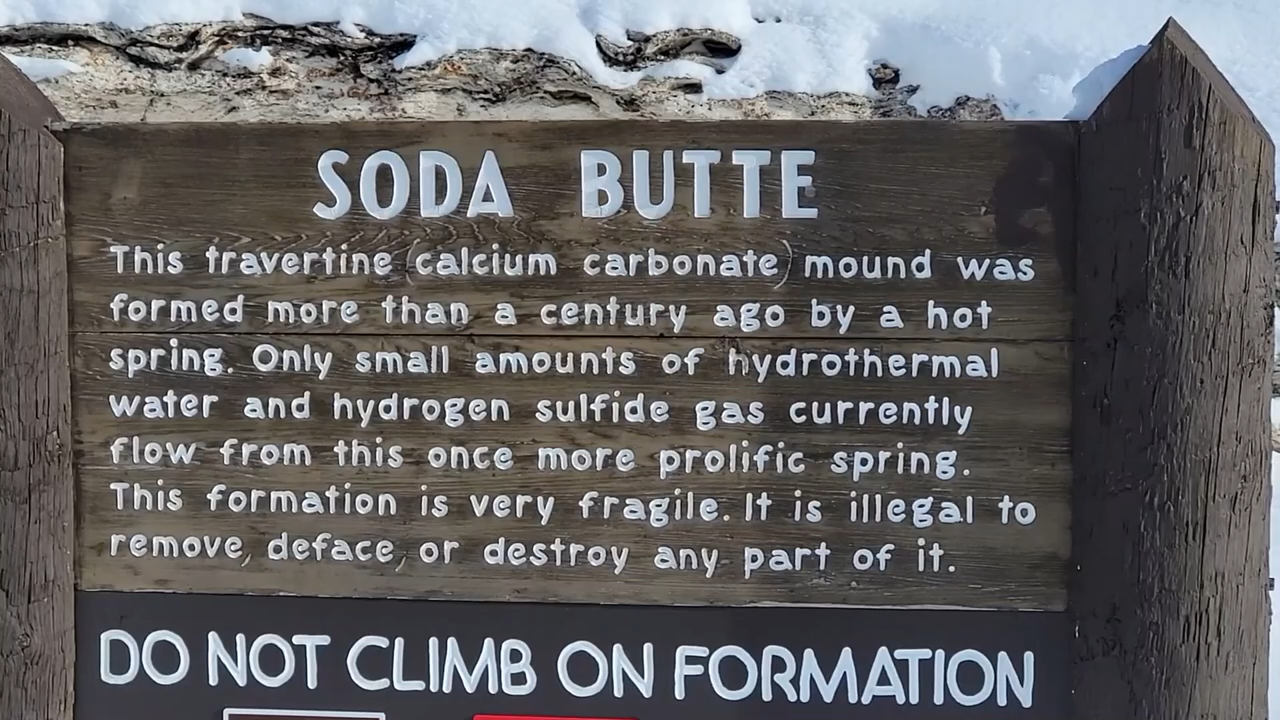 SODA BUTTE
This travertine (calcium carbonate) mound was
formed more than a century ago by a hot
spring. Only small amounts of hydrothermal
water and hydrogen sulfide gas currently
flow from this once more prolific spring.
This formation is very fragile. It is illegal to
remove, deface, or destroy any part of it.
DO NOT CLIMB ON FORMATION